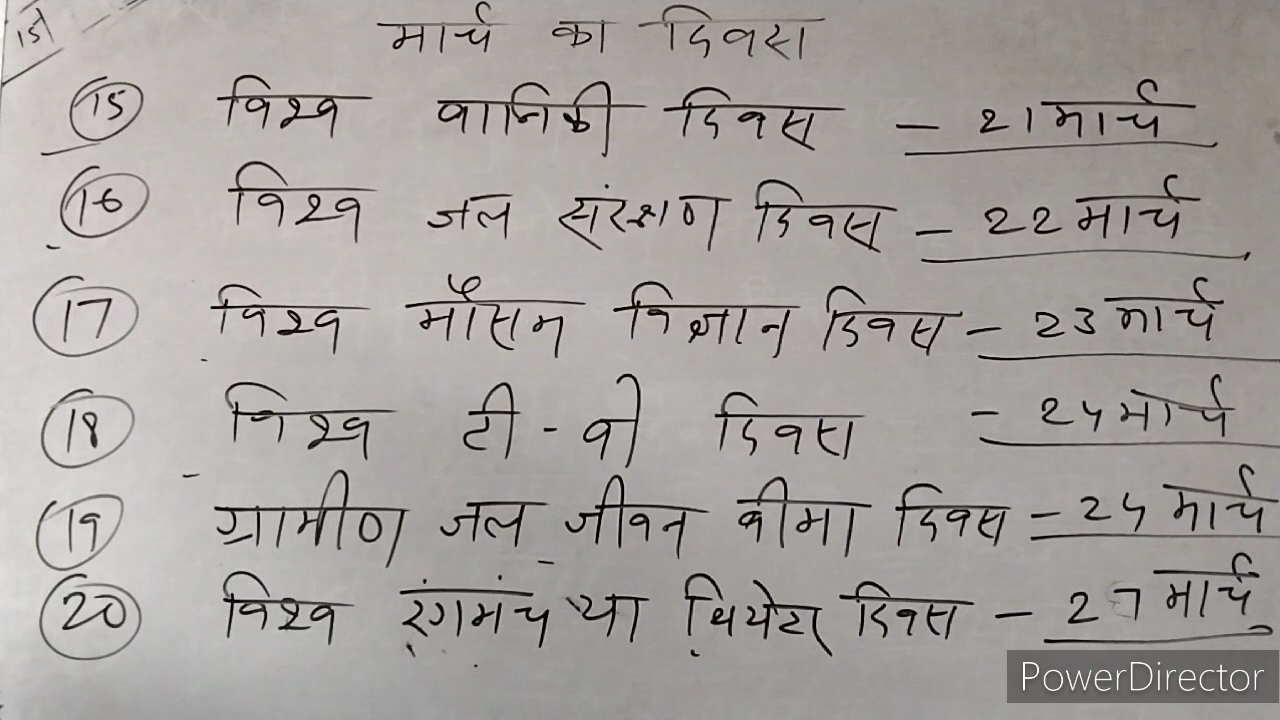 मार्च का दिवस
15 विश्व वानिकी दिवस - 21 मार्च
16 विश्व जल संरक्षण दिवस - 22 मार्च
17 विश्व मौसम विज्ञान दिवस - 23 मार्च
18 विश्व टी-वी दिवस - 24 मार्च
19 ग्रामीण जल जीवन बीमा दिवस - 24 मार्च
20 विश्व रंगमंच या थियेटर दिवस - 27 मार्च
PowerDirector